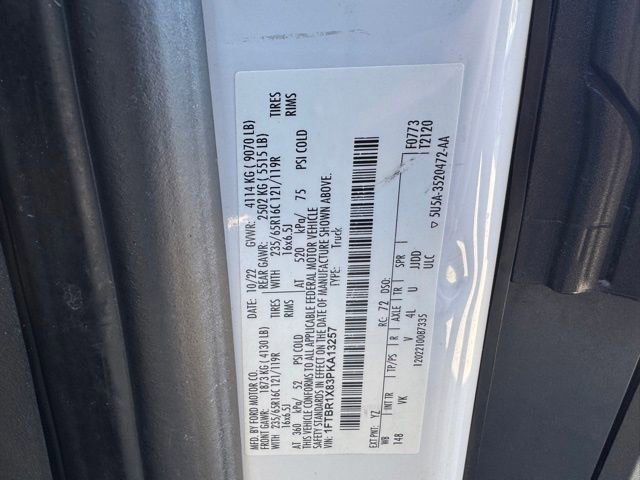 MFD. BY FORD MOTOR CO. DATE: 10/22 GVWR: 4114 KG ( 9070 LB)
FRONT GAWR: 1873 KG ( 4130 LB) REAR GAWR: 2502 KG ( 5515 LB)
235/65R16C 121/119R TIRES WITH 235/65R16C 121/119R TIRES
16x6.5J RIMS 16x6.5J RIMS
AT 360 kPa/ 52 PSI COLD AT 520 kPa/ 75 PSI COLD
THIS VEHICLE CONFORMS TO ALL APPLICABLE FEDERAL MOTOR VEHICLE
SAFETY STANDARDS IN EFFECT ON THE DATE OF MANUFACTURE SHOWN ABOVE.
VIN: 1FTBR1X83PKA13257 TYPE: Truck
EXT PNT: YZ RC: 72 DSO: F0773
WB INT TR TP/PS R AXLE TR SPR T2120
148 VK V 4L U JJDD
ULC
1202210087335 5U5A-3520472-AA